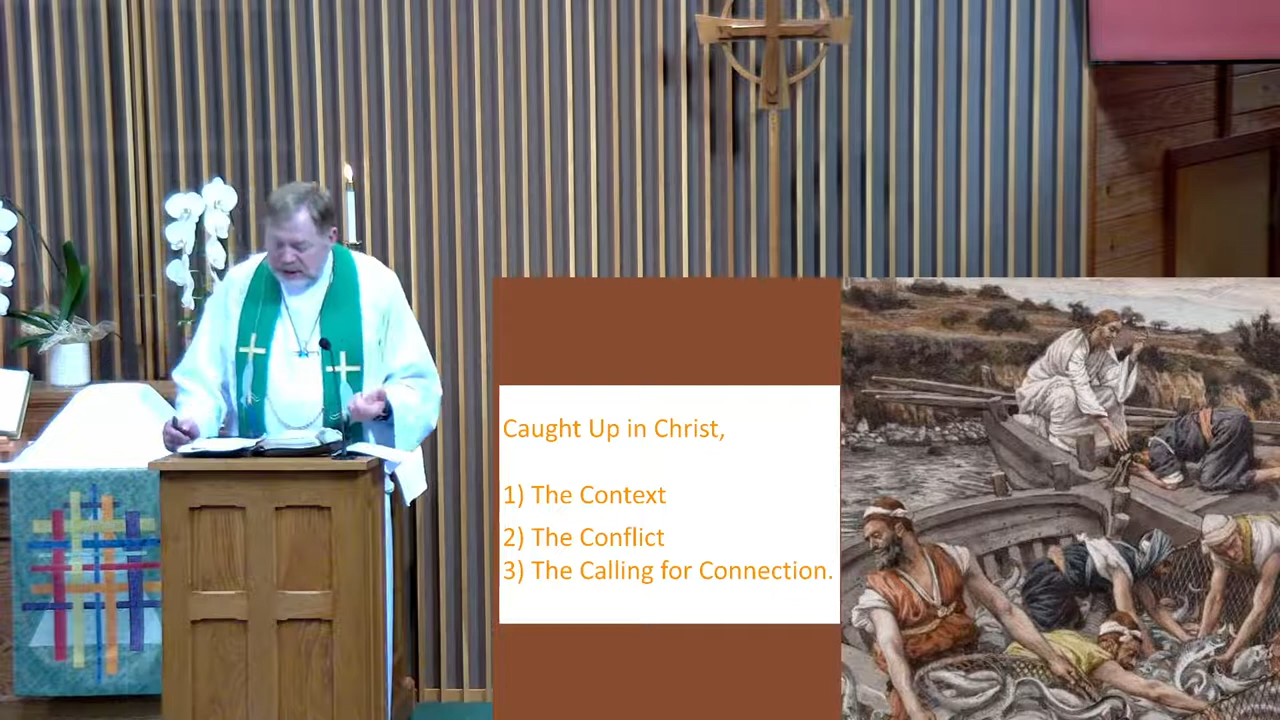 Caught Up in Christ,
1) The Context
2) The Conflict
3) The Calling for Connection.